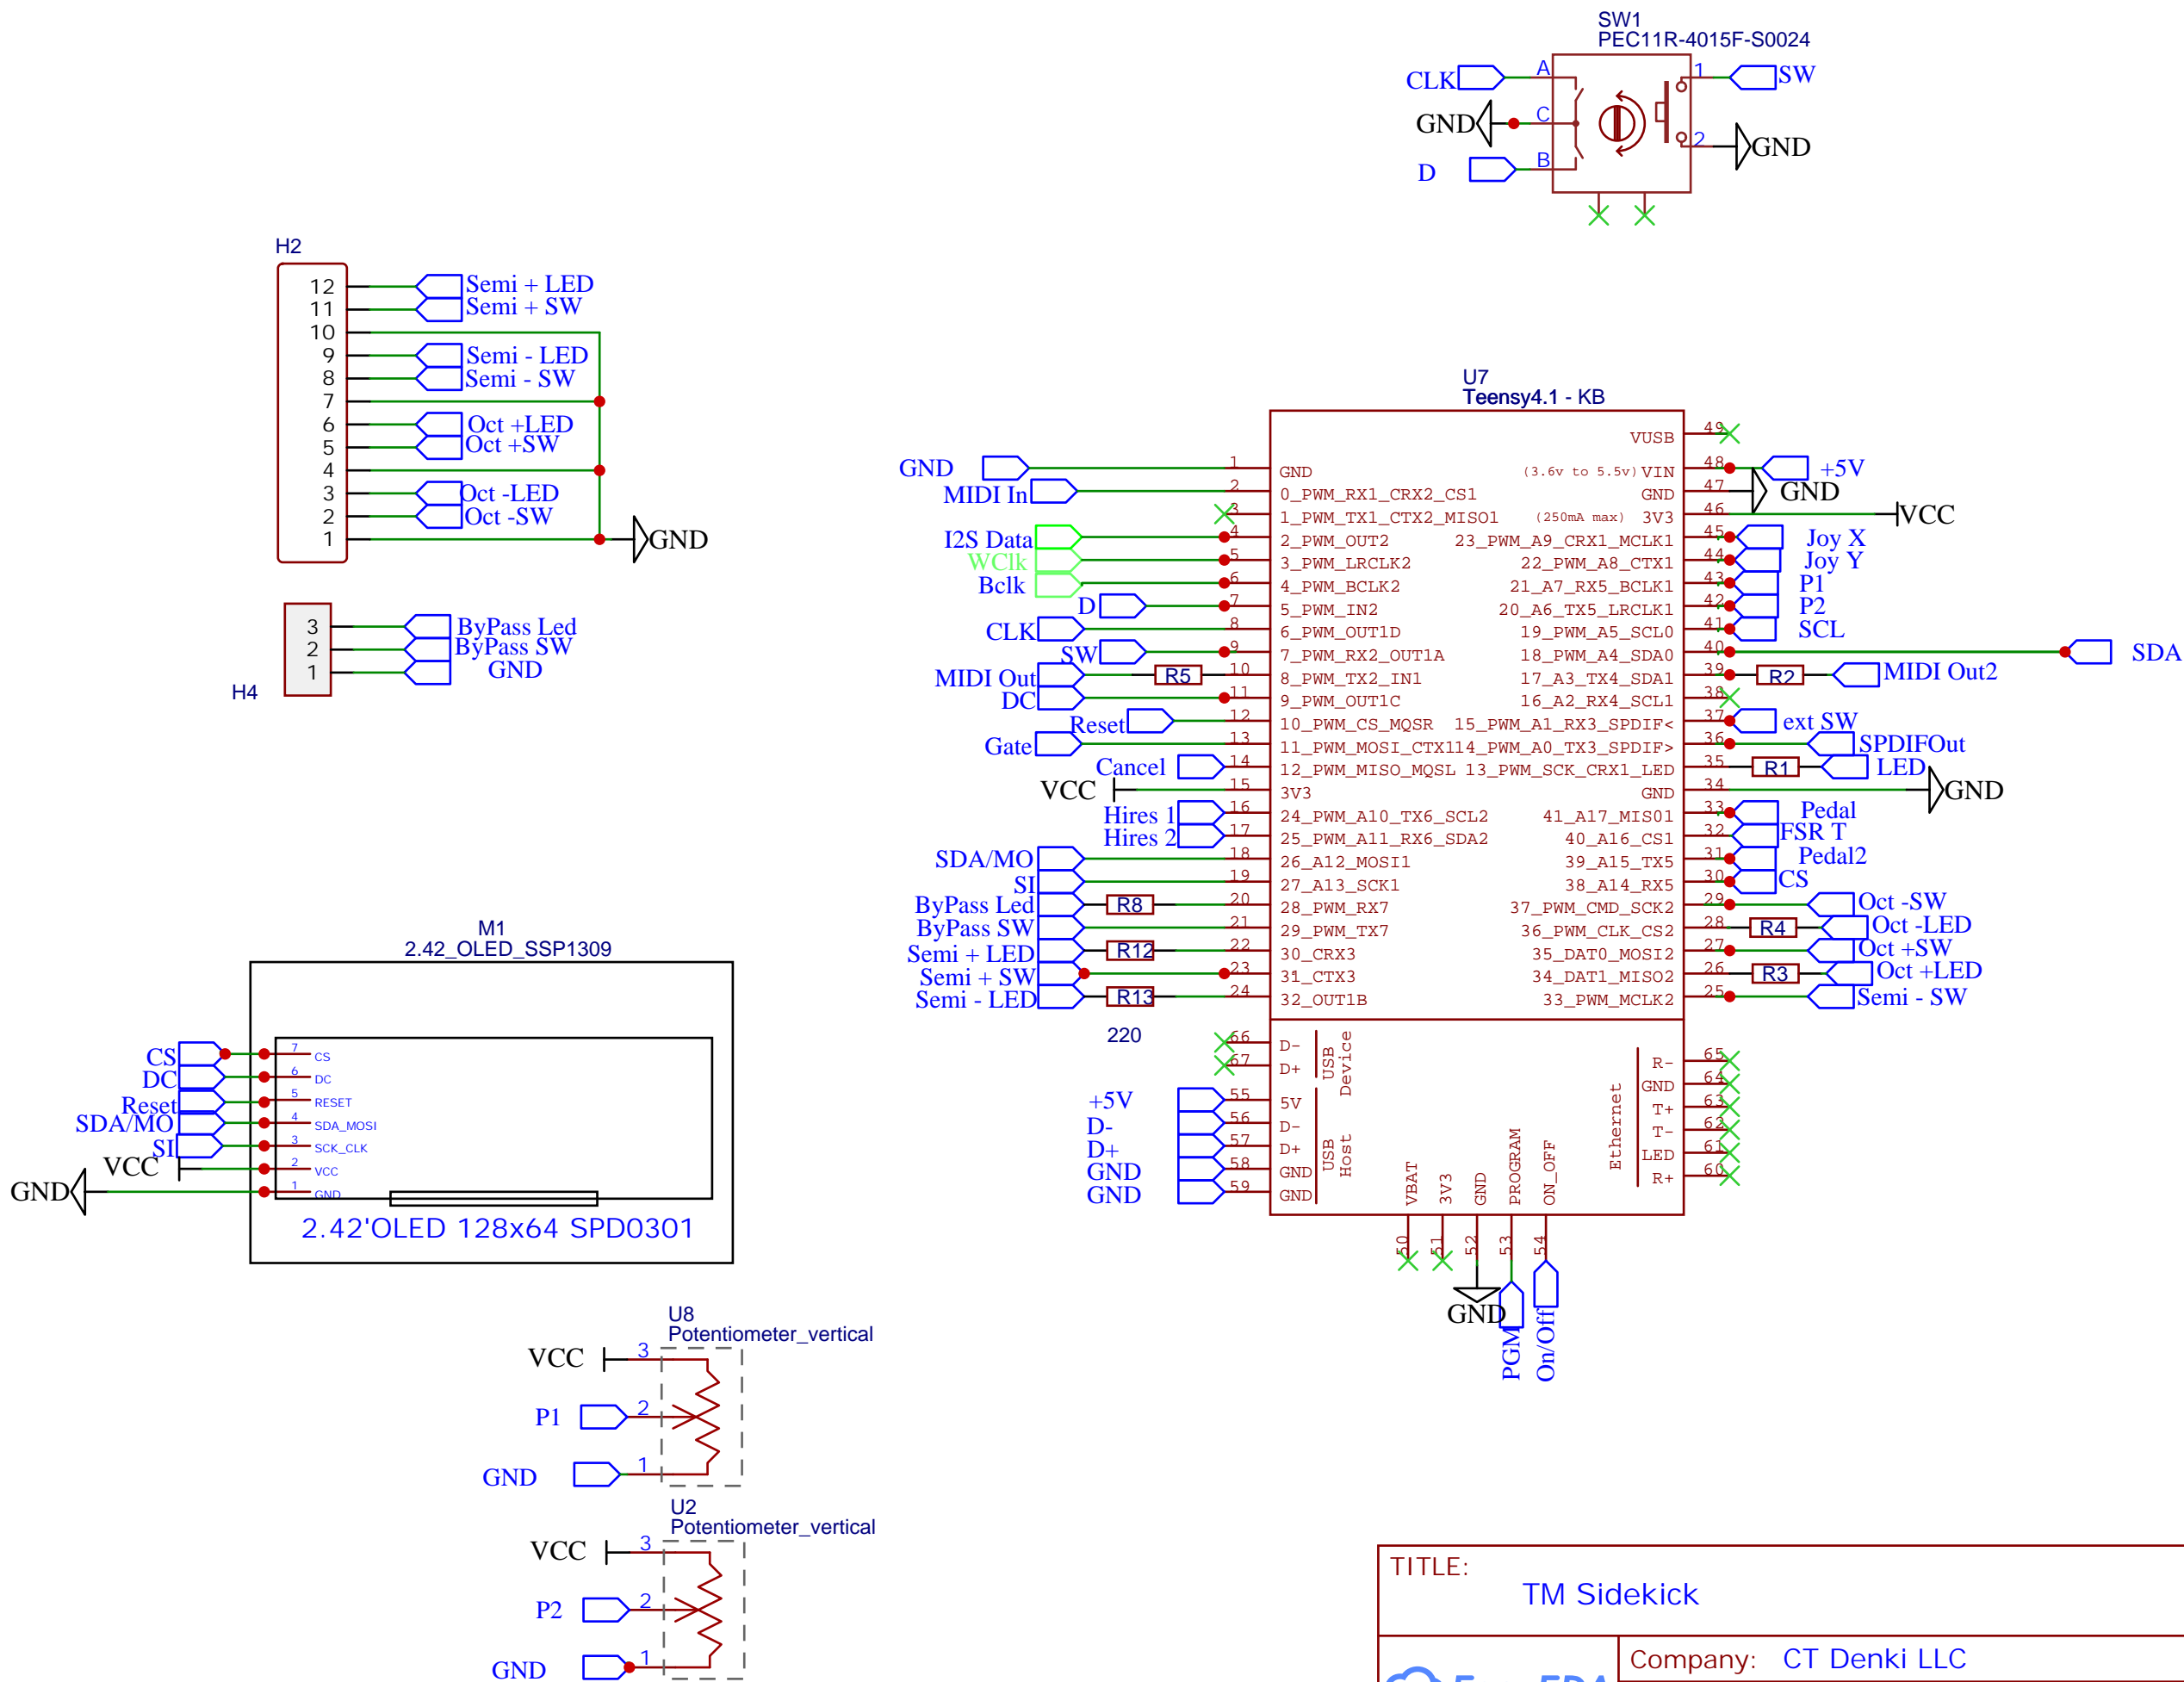 SW1
PEC11R-4015F-S0024
CLK A 1 SW
GND C
2 GND
D B
H2
12 Semi + LED
11 Semi + SW
10
9 Semi - LED
8 Semi - SW
7
6 Oct +LED
5 Oct +SW
4
3 Oct -LED
2 Oct -SW
1 GND
3 ByPass Led
2 ByPass SW
1 GND
H4
U7
Teensy4.1 - KB
VUSB 49
GND 1 GND (3.6v to 5.5v) VIN 48 +5V
MIDI In 2 0_PWM_RX1_CRX2_CS1 GND 47 GND
3 1_PWM_TX1_CTX2_MISO1 (250mA max) 3V3 46 VCC
I2S Data 4 2_PWM_OUT2 23_PWM_A9_CRX1_MCLK1 45 Joy X
WClk 5 3_PWM_LRCLK2 22_PWM_A8_CTX1 44 Joy Y
Bclk 6 4_PWM_BCLK2 21_A7_RX5_BCLK1 43 P1
D 7 5_PWM_IN2 20_A6_TX5_LRCLK1 42 P2
CLK 8 6_PWM_OUT1D 19_PWM_A5_SCL0 41 SCL
SW 9 7_PWM_RX2_OUT1A 18_PWM_A4_SDA0 40 SDA
MIDI Out R5 10 8_PWM_TX2_IN1 17_A3_TX4_SDA1 39 R2 MIDI Out2
DC 11 9_PWM_OUT1C 16_A2_RX4_SCL1 38
Reset 12 10_PWM_CS_MQSR 15_PWM_A1_RX3_SPDIF< 37 ext SW
Gate 13 11_PWM_MOSI_CTX114_PWM_A0_TX3_SPDIF> 36 SPDIFOut
Cancel 14 12_PWM_MISO_MQSL 13_PWM_SCK_CRX1_LED 35 R1 LED
VCC 15 3V3 GND 34 GND
Hires 1 16 24_PWM_A10_TX6_SCL2 41_A17_MIS01 33 Pedal
Hires 2 17 25_PWM_A11_RX6_SDA2 40_A16_CS1 32 FSR T
SDA/MO 18 26_A12_MOSI1 39_A15_TX5 31 Pedal2
SI 19 27_A13_SCK1 38_A14_RX5 30 CS
ByPass Led R8 20 28_PWM_RX7 37_PWM_CMD_SCK2 29 Oct -SW
ByPass SW 21 29_PWM_TX7 36_PWM_CLK_CS2 28 R4 Oct -LED
Semi + LED R12 22 30_CRX3 35_DAT0_MOSI2 27 Oct +SW
Semi + SW 23 31_CTX3 34_DAT1_MISO2 26 R3 Oct +LED
Semi - LED R13 24 32_OUT1B 33_PWM_MCLK2 25 Semi - SW
220
66 D-
67 D+
USB Device
+5V 55 5V
D- 56 D-
D+ 57 D+
GND 58 GND
GND 59 GND
USB Host
Ethernet
R- 65
GND 64
T+ 63
T- 62
LED 61
R+ 60
VBAT 50
3V3 51
GND 52 GND
PROGRAM 53 PGM
ON_OFF 54 On/Off
M1
2.42_OLED_SSP1309
CS 7 CS
DC 6 DC
Reset 5 RESET
SDA/MO 4 SDA_MOSI
SI 3 SCK_CLK
VCC 2 VCC
GND 1 GND
2.42'OLED 128x64 SPD0301
U8
Potentiometer_vertical
VCC 3
P1 2
GND 1
U2
Potentiometer_vertical
VCC 3
P2 2
GND 1
TITLE:
TM Sidekick
Company: CT Denki LLC